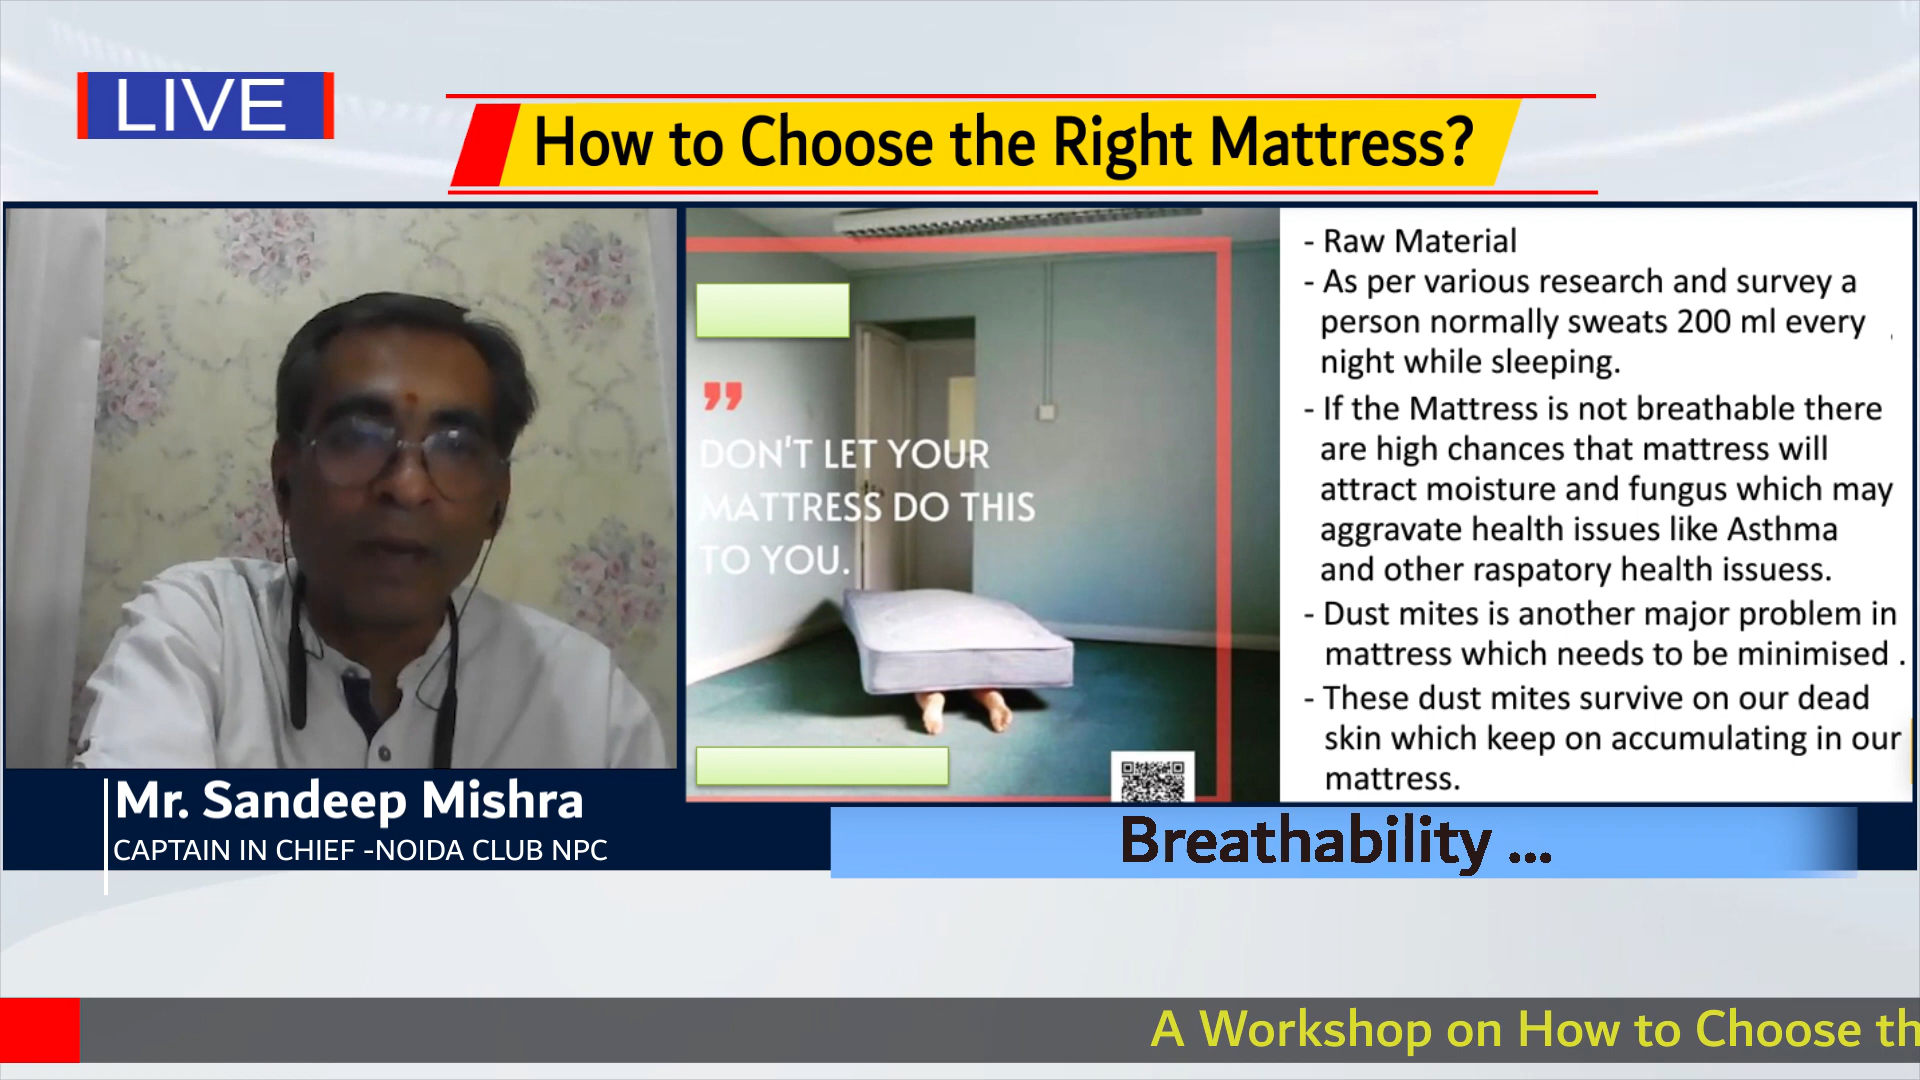 LIVE
How to Choose the Right Mattress?
”
DON'T LET YOUR
MATTRESS DO THIS
TO YOU.
- Raw Material
- As per various research and survey a
person normally sweats 200 ml every
night while sleeping.
- If the Mattress is not breathable there
are high chances that mattress will
attract moisture and fungus which may
aggravate health issues like Asthma
and other raspatory health issuess.
- Dust mites is another major problem in
mattress which needs to be minimised .
- These dust mites survive on our dead
skin which keep on accumulating in our
mattress.
Mr. Sandeep Mishra
CAPTAIN IN CHIEF -NOIDA CLUB NPC
Breathability ...
A Workshop on How to Choose th